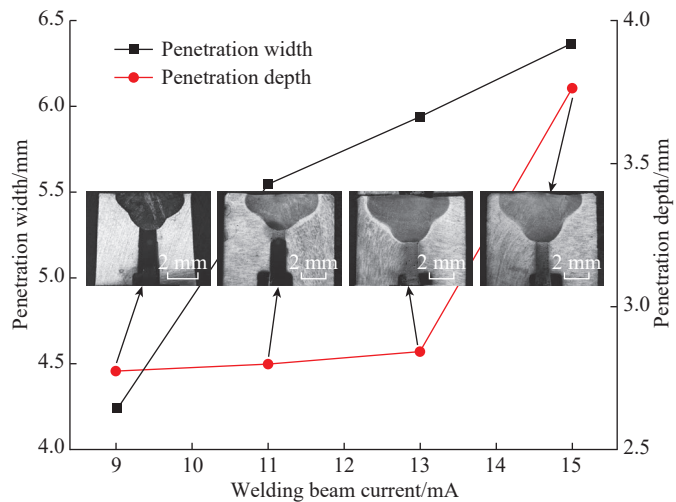 6.5
6.0
5.5
5.0
4.5
4.0
Penetration width/mm
Penetration width
Penetration depth
2 mm
2 mm
2 mm
2 mm
4.0
3.5
3.0
2.5
Penetration depth/mm
9
10
11
12
13
14
15
Welding beam current/mA